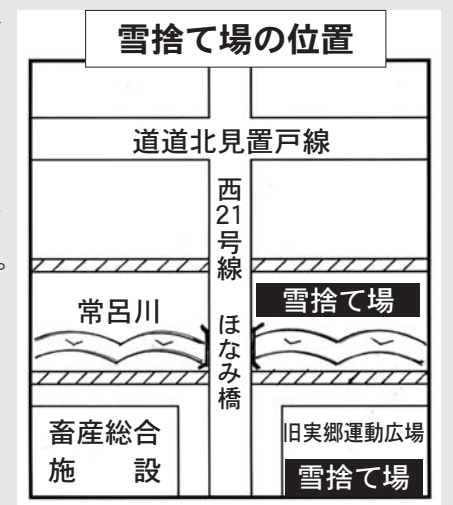 雪捨て場の位置
道道北見置戸線
西21号線
ほなみ橋
雪捨て場
常呂川
畜産総合
施設
旧実郷運動広場
雪捨て場
。